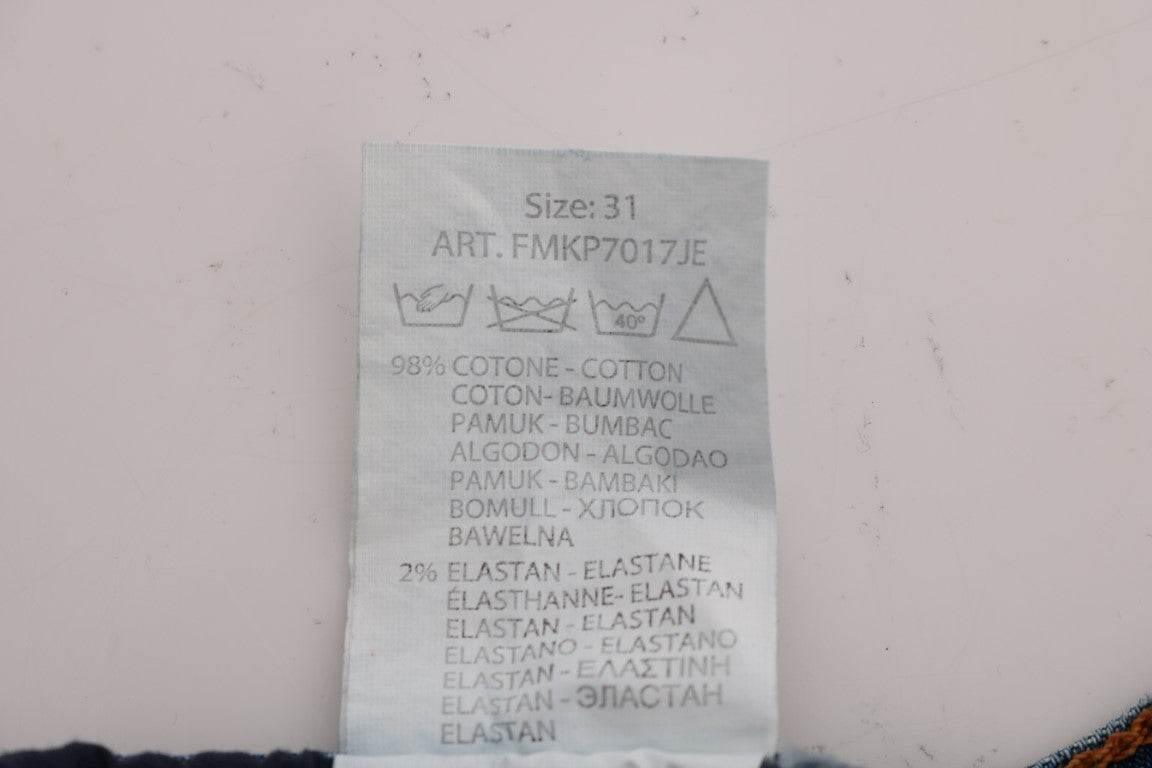 Size: 31
ART. FMKP7017JE
40°
98% COTONE - COTTON
COTON- BAUMWOLLE
PAMUK - BUMBAC
ALGODON - ALGODAO
PAMUK - BAMBAKI
BOMULL - ХЛОПОК
BAWELNA
2% ELASTAN - ELASTANE
ÉLASTHANNE- ELASTAN
ELASTAN - ELASTAN
ELASTANO - ELASTANO
ELASTAN - ΕΛΑΣΤΙΝΗ
ELASTAN - ЭЛАСТАН
ELASTAN